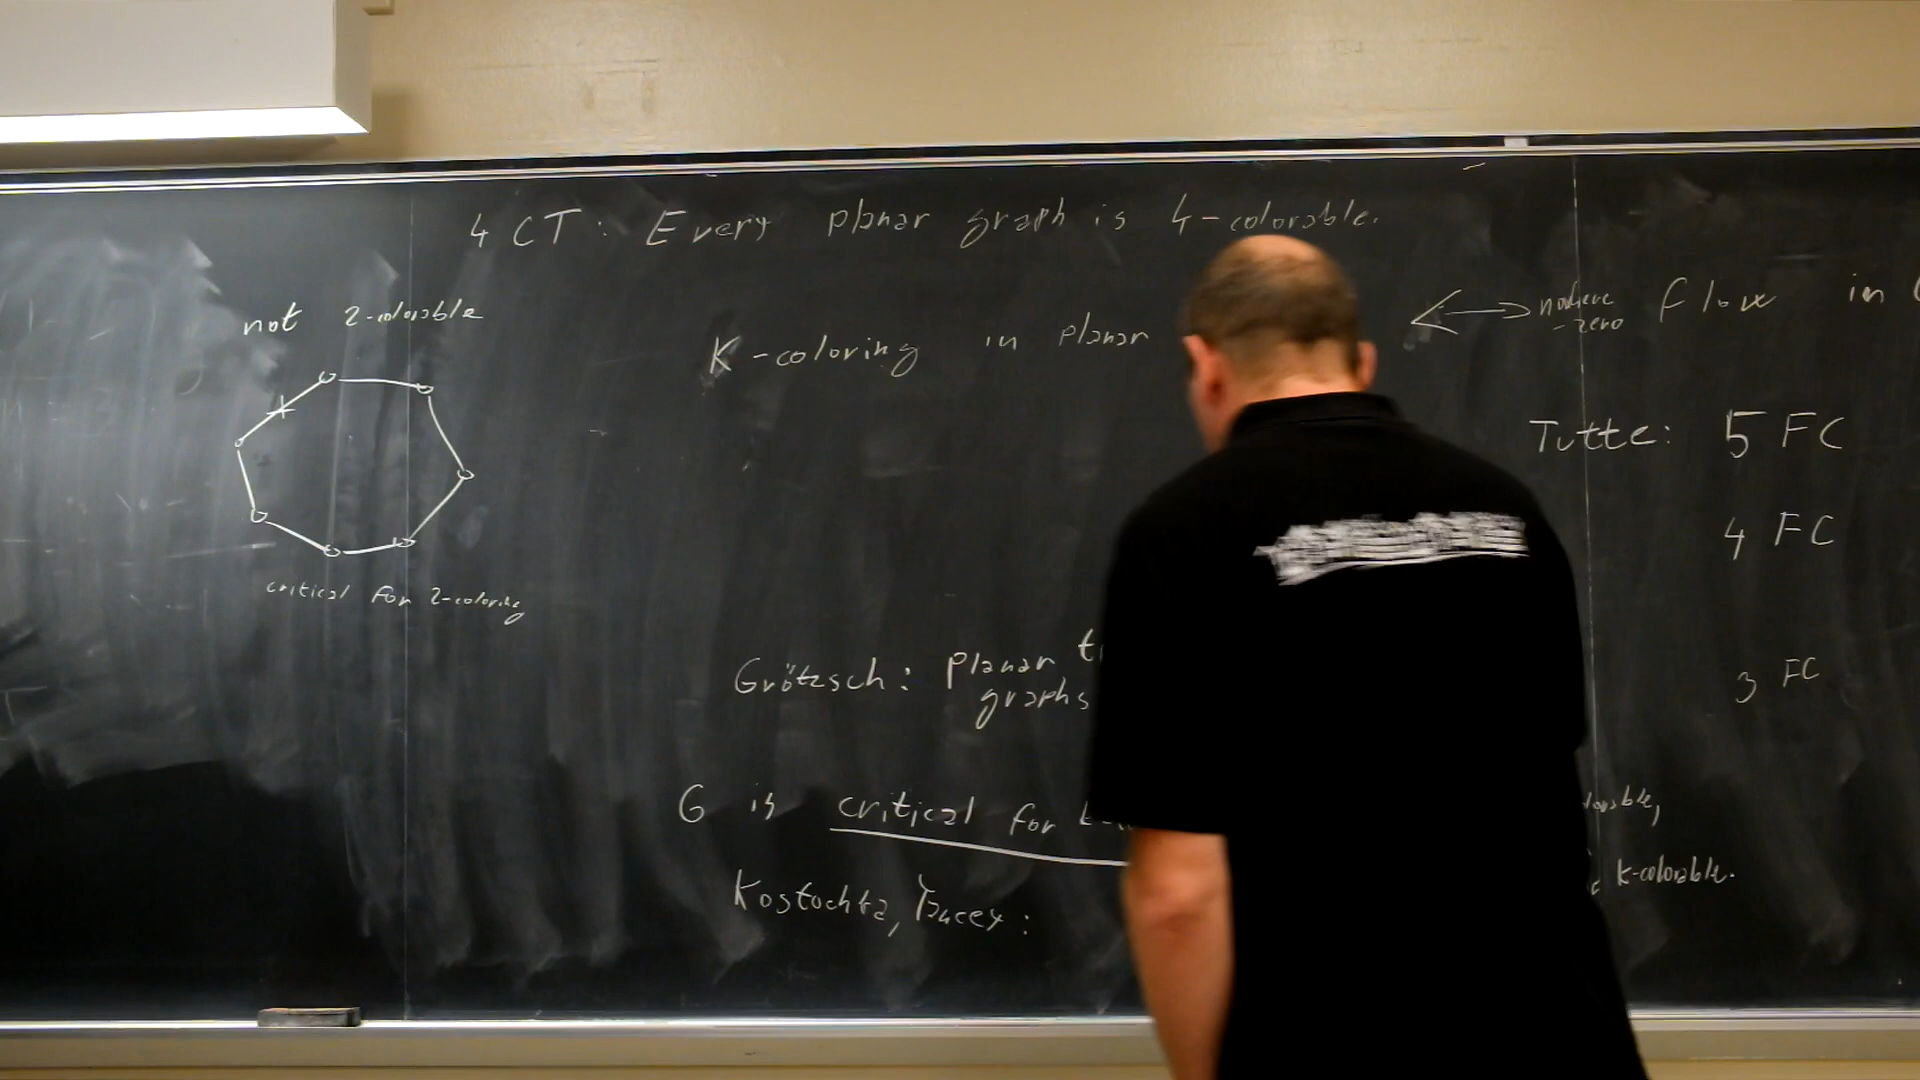 4 CT: Every planar graph is 4-colorable.
not 2-colorable
K-coloring in planar
nowhere-zero flow in
Tutte: 5 FC
4 FC
critical for 2-coloring
Grötzsch: Planar
graphs
3 FC
G is critical for
k-colorable.
Kostochka, Yancey: